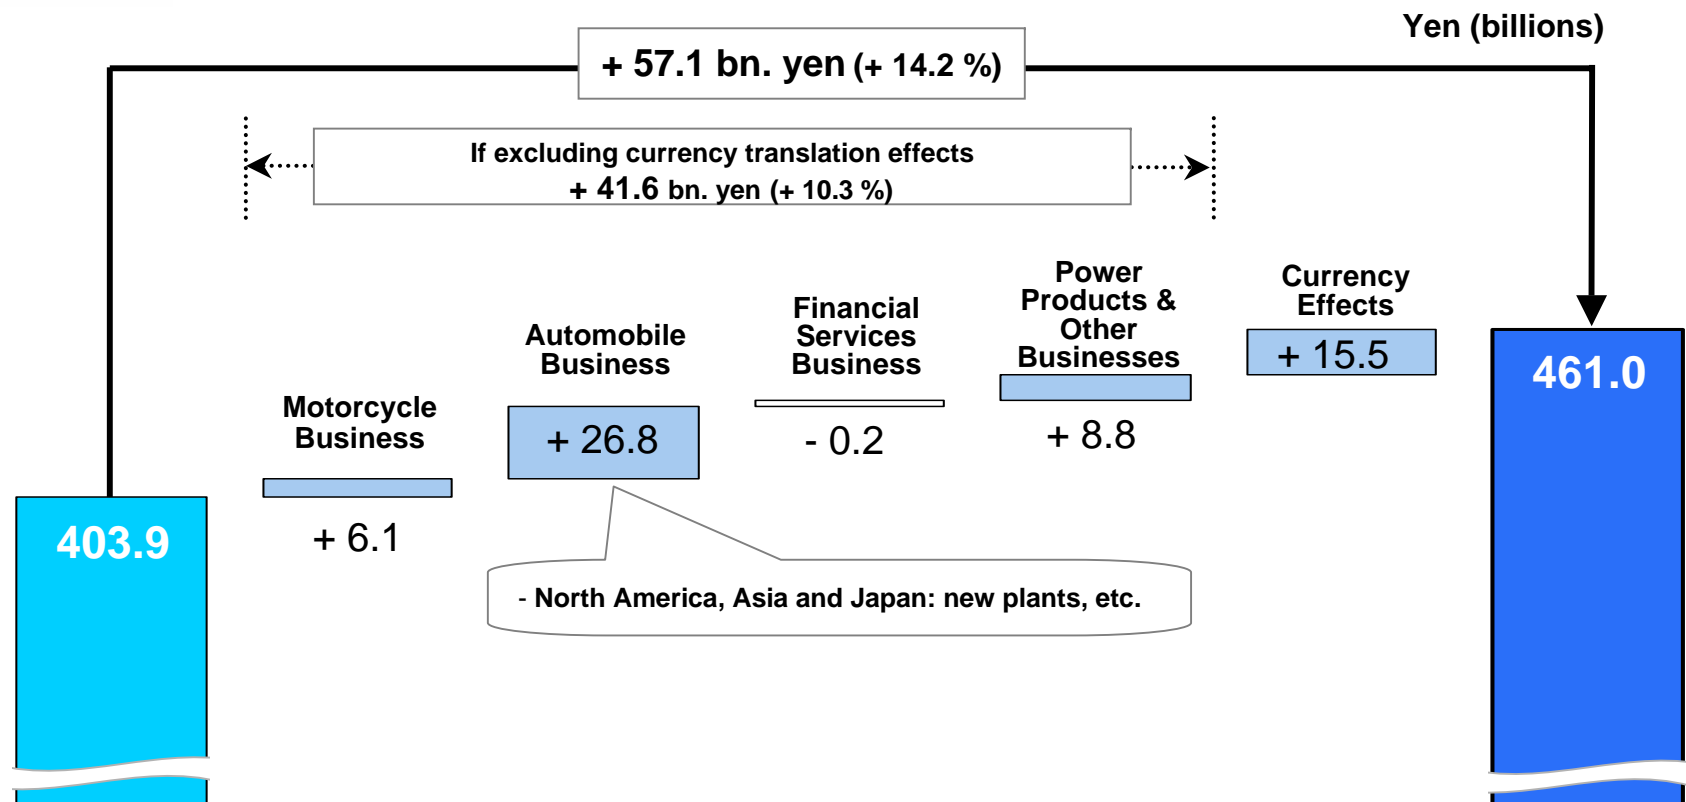 Yen (billions)
+ 57.1 bn. yen (+ 14.2 %)
If excluding currency translation effects
+ 41.6 bn. yen (+ 10.3 %)
403.9
Motorcycle
Business
+ 6.1
Automobile
Business
+ 26.8
- North America, Asia and Japan: new plants, etc.
Financial
Services
Business
- 0.2
Power
Products &
Other
Businesses
+ 8.8
Currency
Effects
+ 15.5
461.0